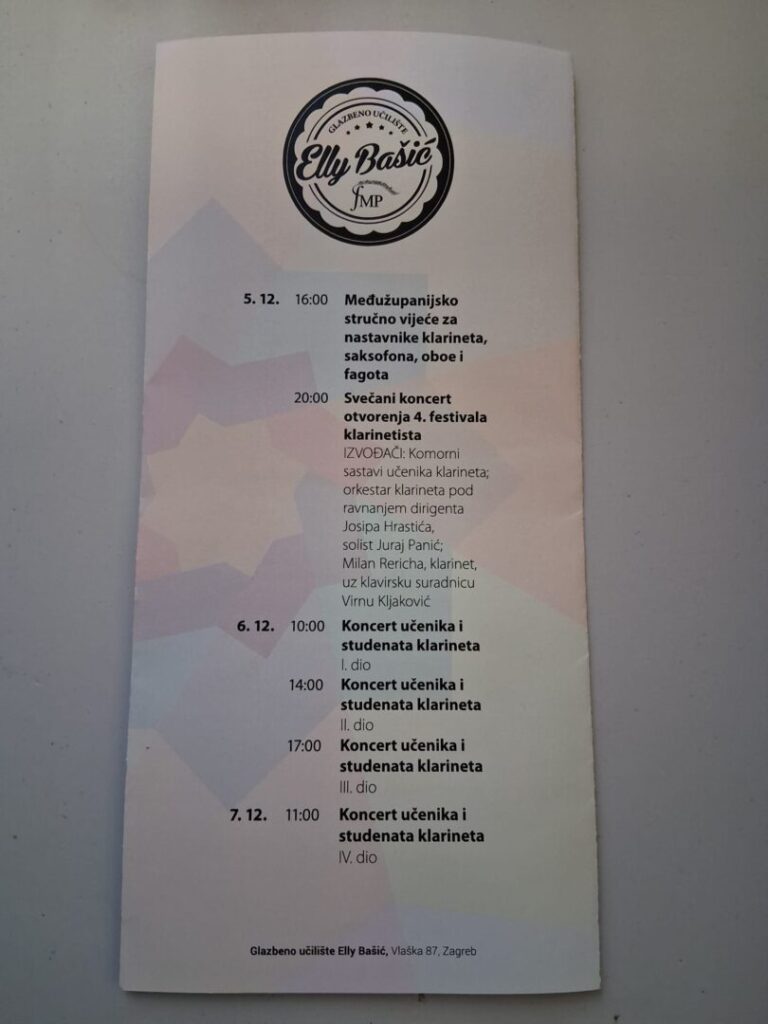 GLAZBENO UČILIŠTE
Elly Bašić
fMP
5. 12. 16:00 Međužupanijsko
stručno vijeće za
nastavnike klarineta,
saksofona, oboe i
fagota
20:00 Svečani koncert
otvorenja 4. festivala
klarinetista
IZVOĐAČI: Komorni
sastavi učenika klarineta;
orkestar klarineta pod
ravnanjem dirigenta
Josipa Hrastića,
solist Juraj Panić;
Milan Rericha, klarinet,
uz klavirsku suradnicu
Virnu Kljaković
6. 12. 10:00 Koncert učenika i
studenata klarineta
I. dio
14:00 Koncert učenika i
studenata klarineta
II. dio
17:00 Koncert učenika i
studenata klarineta
III. dio
7. 12. 11:00 Koncert učenika i
studenata klarineta
IV. dio
Glazbeno učilište Elly Bašić, Vlaška 87, Zagreb